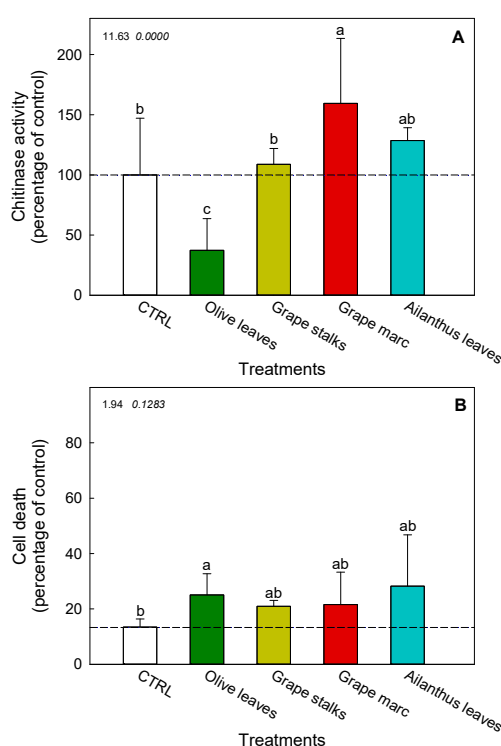 11.63 0.0000
A
200
150
100
50
0
Chitinase activity
(percentage of control)
b
c
b
a
ab
CTRL
Olive leaves
Grape stalks
Grape marc
Ailanthus leaves
Treatments
1.94 0.1283
B
80
60
40
20
0
Cell death
(percentage of control)
b
a
ab
ab
ab
CTRL
Olive leaves
Grape stalks
Grape marc
Ailanthus leaves
Treatments